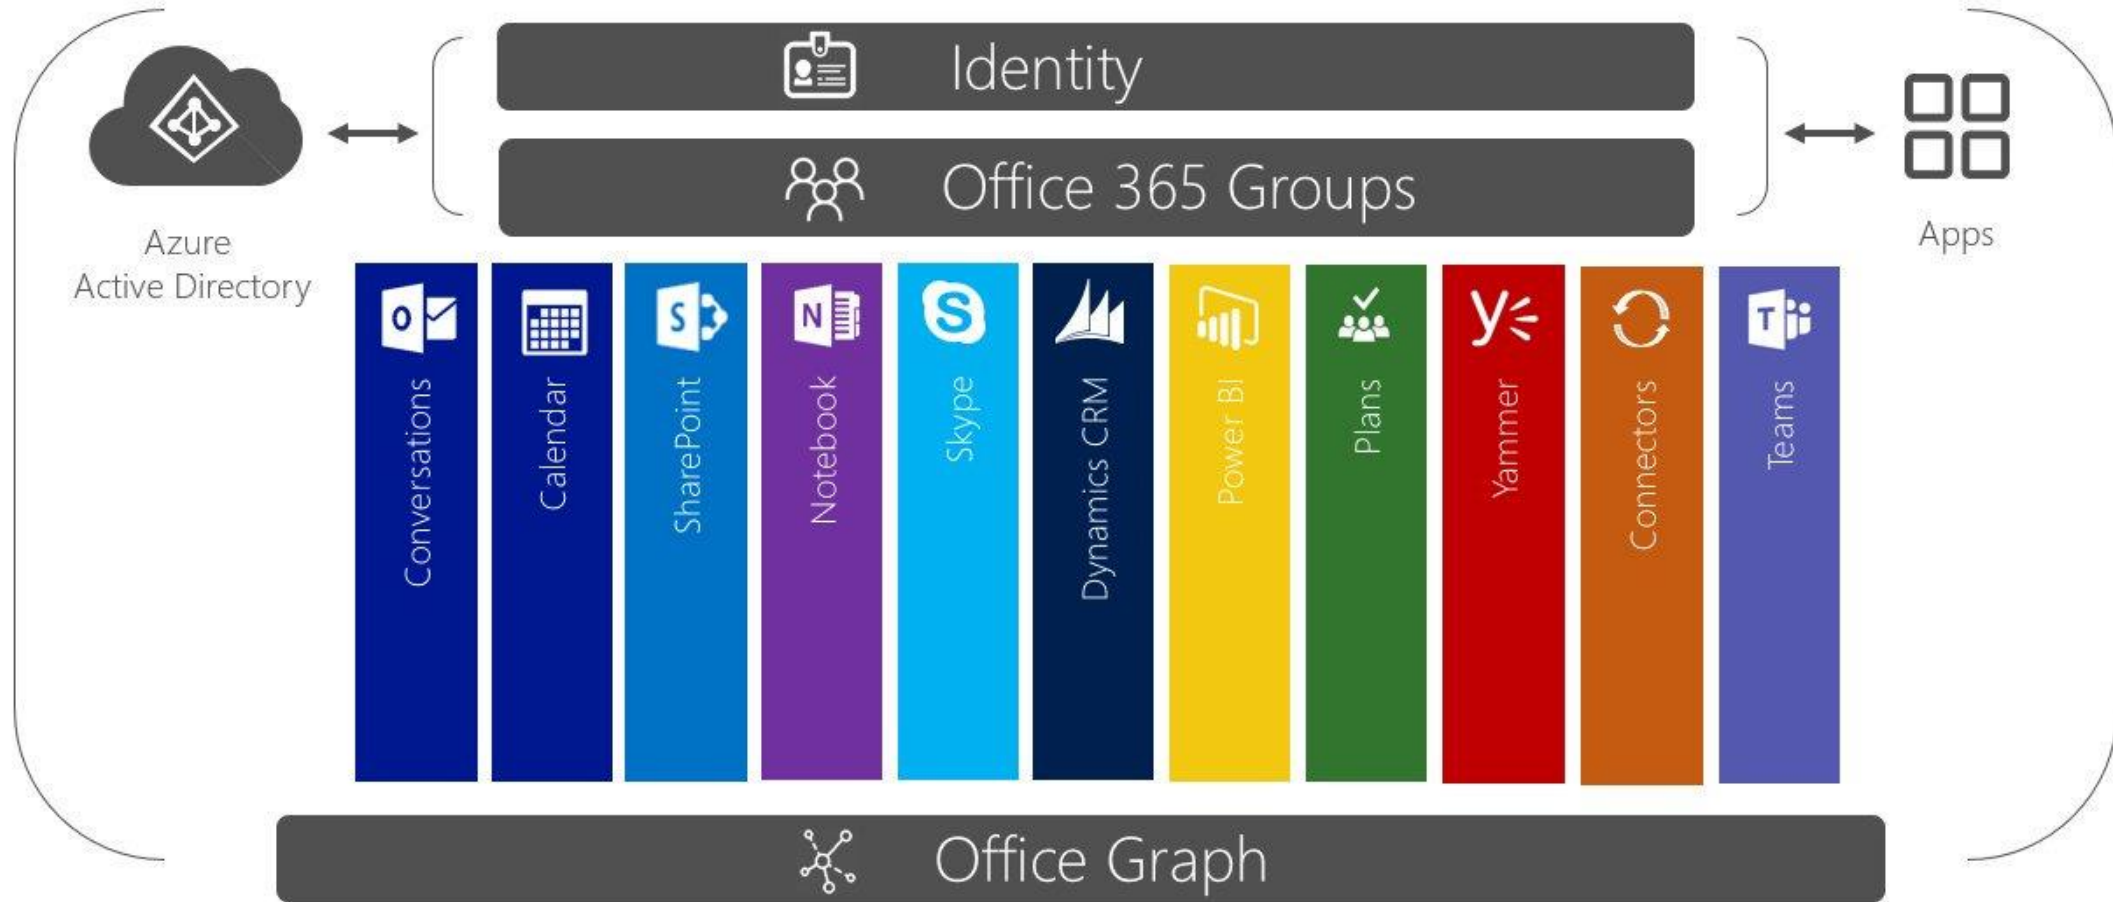 Identity
Office 365 Groups
Azure
Active Directory
Apps
O
Conversations
Calendar
S
SharePoint
N
Notebook
S
Skype
Dynamics CRM
Power BI
Plans
y
Yammer
Connectors
T
Teams
Office Graph